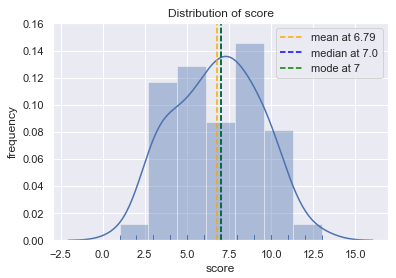 Distribution of score
mean at 6.79
median at 7.0
mode at 7
0.16
0.14
0.12
0.10
0.08
0.06
0.04
0.02
0.00
frequency
−2.5 0.0 2.5 5.0 7.5 10.0 12.5 15.0
score